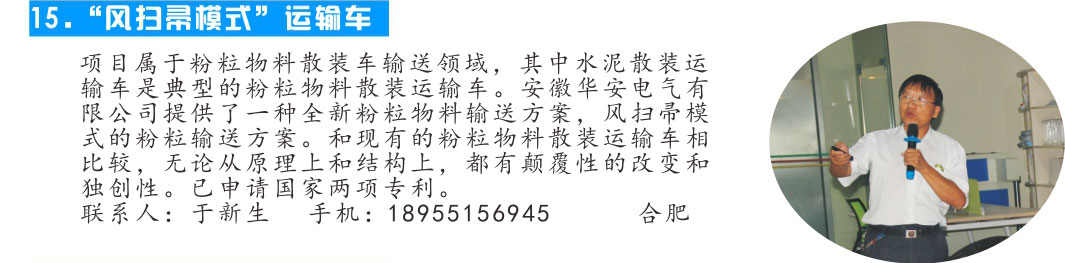 15.“风扫帚模式”运输车
项目属于粉粒物料散装车输送领域，其中水泥散装运
输车是典型的粉粒物料散装运输车。安徽华安电气有
限公司提供了一种全新粉粒物料输送方案，风扫帚模
式的粉粒输送方案。和现有的粉粒物料散装运输车相
比较，无论从原理上和结构上，都有颠覆性的改变和
独创性。已申请国家两项专利。
联系人：于新生 手机：18955156945 合肥